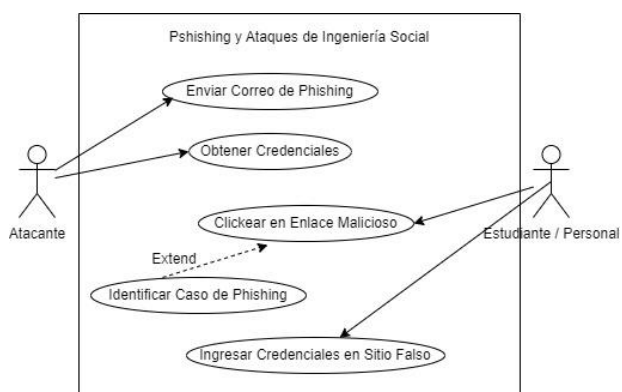 Pshishing y Ataques de Ingeniería Social
Enviar Correo de Phishing
Obtener Credenciales
Atacante
Clickear en Enlace Malicioso
Estudiante / Personal
Extend
Identificar Caso de Phishing
Ingresar Credenciales en Sitio Falso